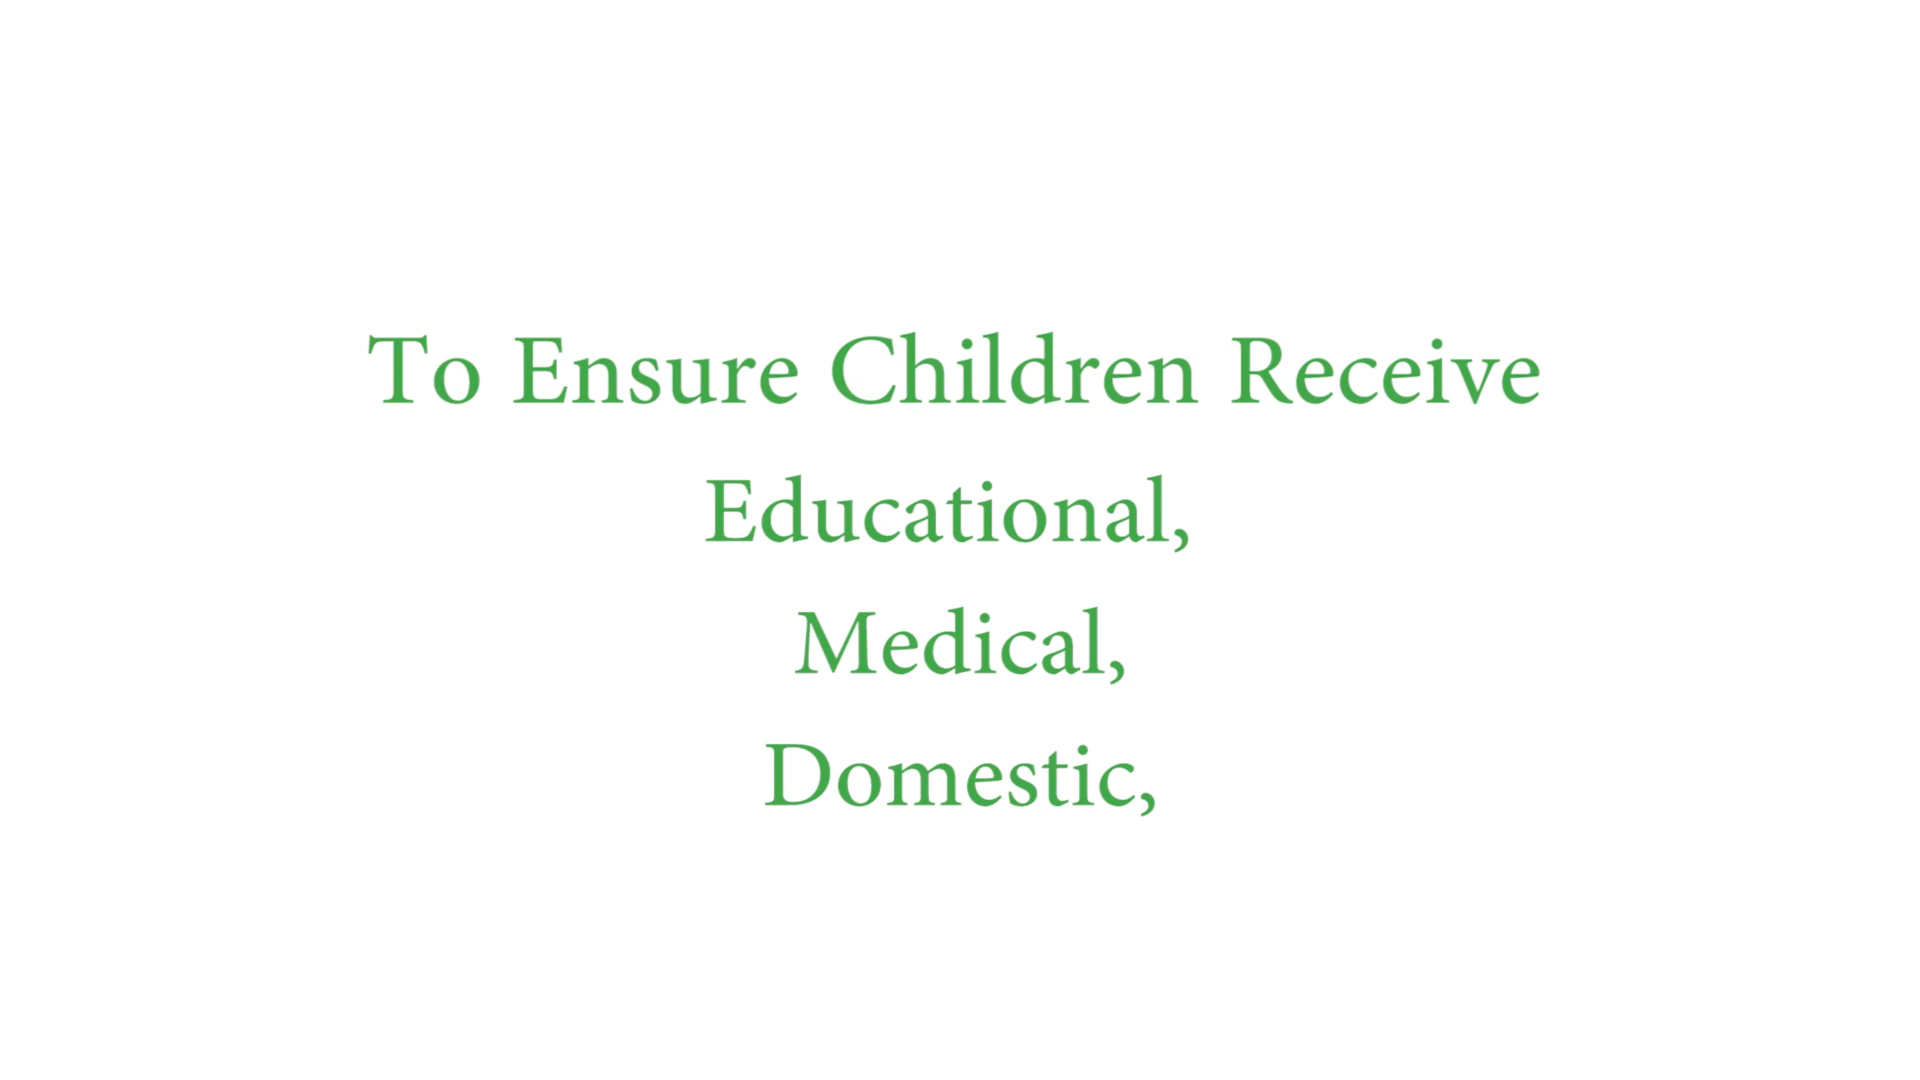 To Ensure Children Receive
Educational,
Medical,
Domestic,